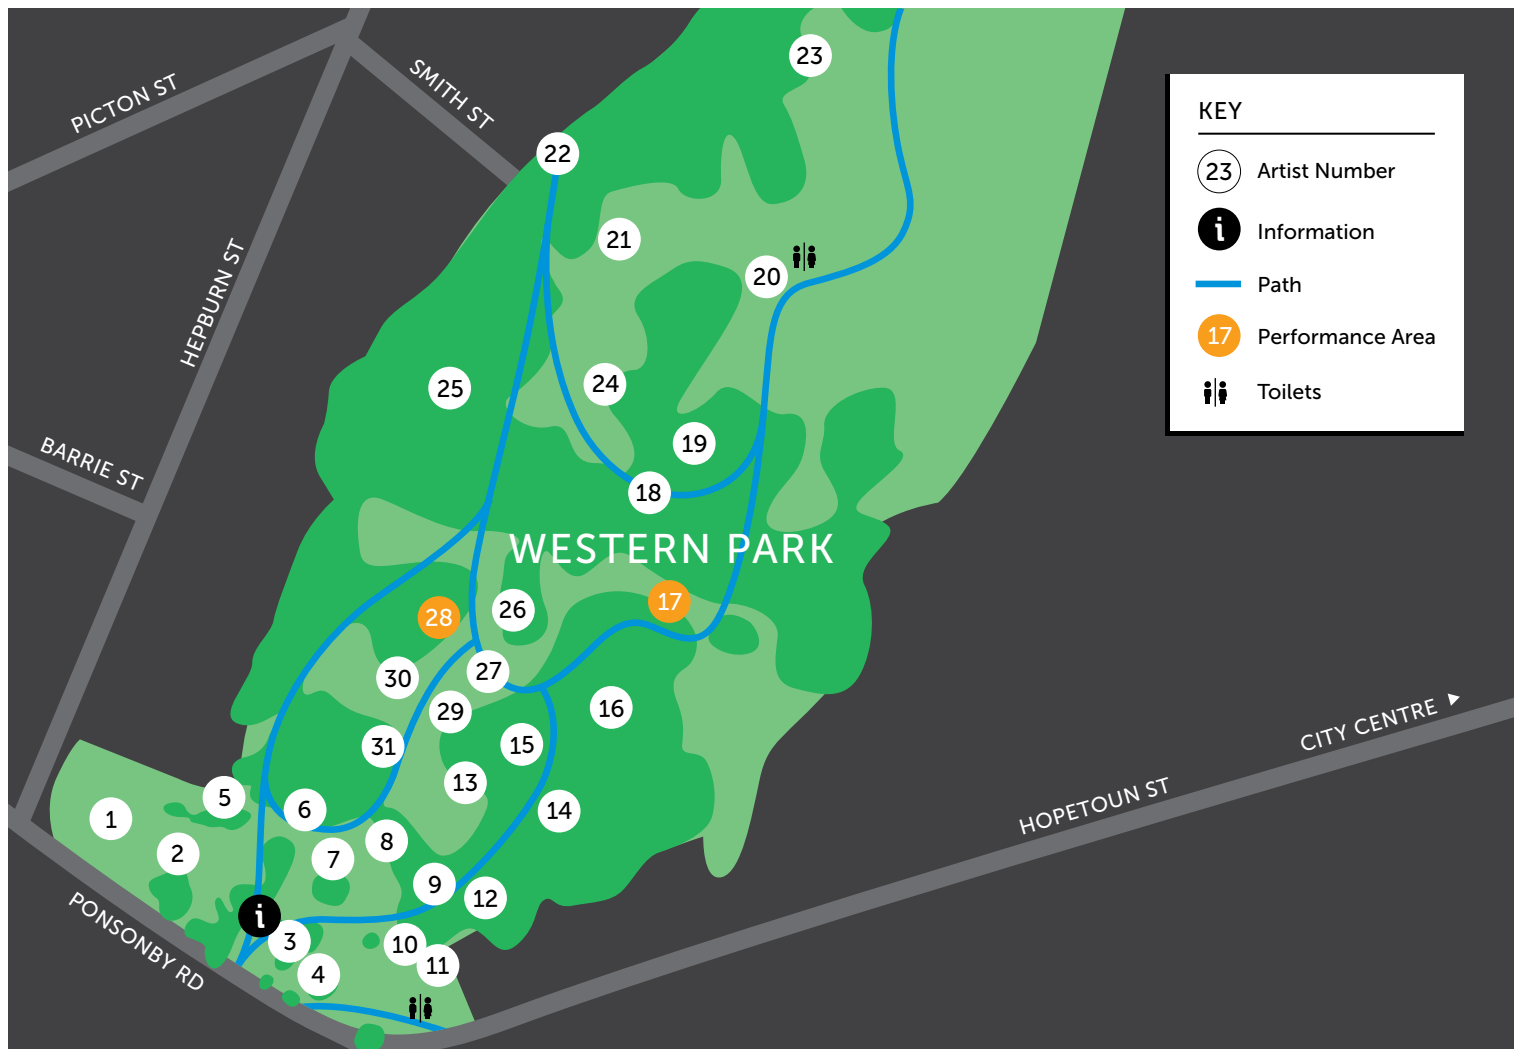 23
SMITH ST
PICTON ST
KEY
22
23 Artist Number
i Information
21
HEPBURN ST
20
Path
17 Performance Area
24
25
Toilets
19
BARRIE ST
18
WESTERN PARK
17
26
28
27
30
16
29
CITY CENTRE
15
31
13
5
6
14
HOPETOUN ST
1
8
2
7
9
12
i
PONSONBY RD
3
10
11
4